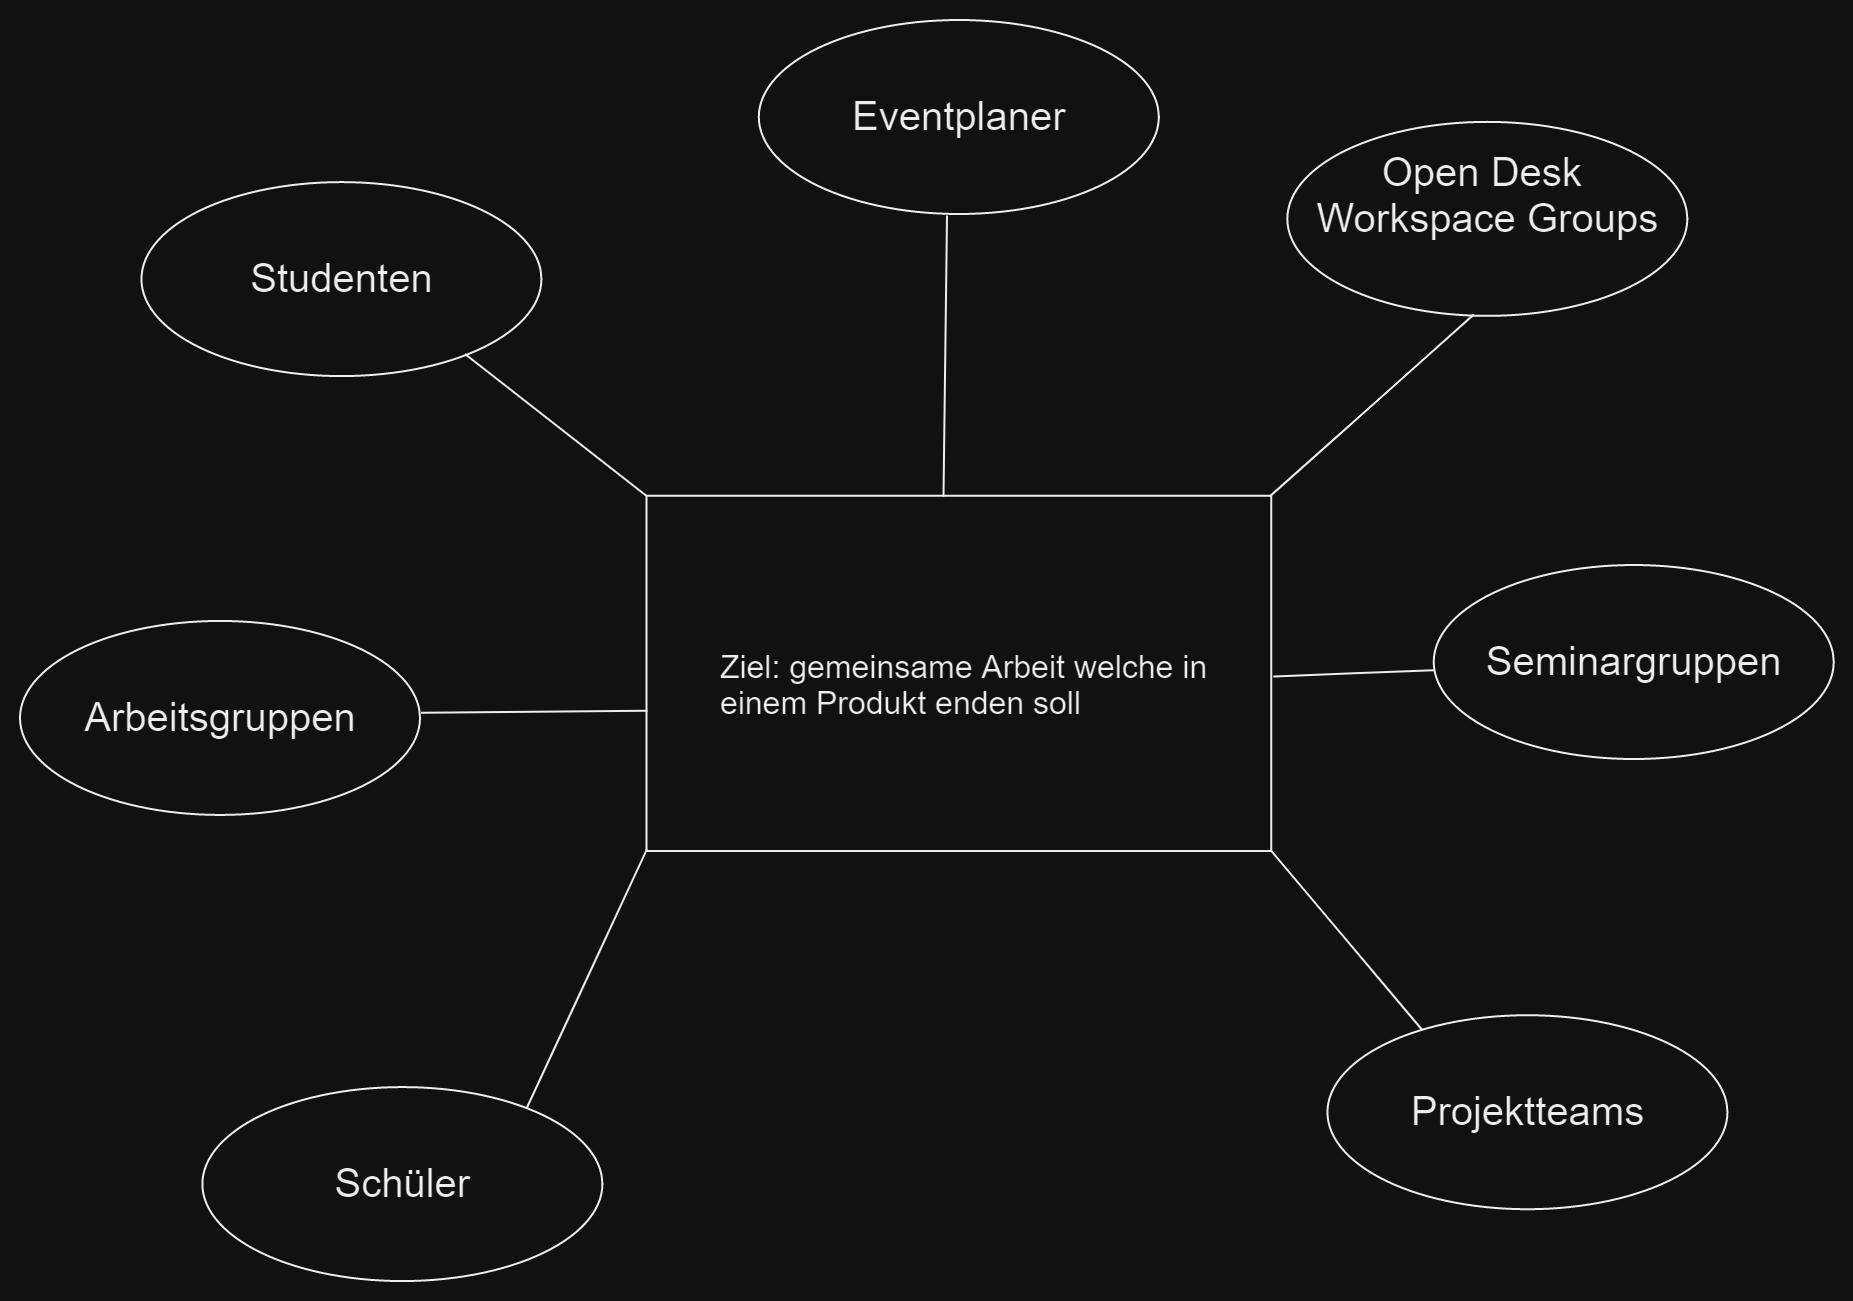 Eventplaner
Open Desk
Workspace Groups
Studenten
Ziel: gemeinsame Arbeit welche in
einem Produkt enden soll
Seminargruppen
Arbeitsgruppen
Projektteams
Schüler